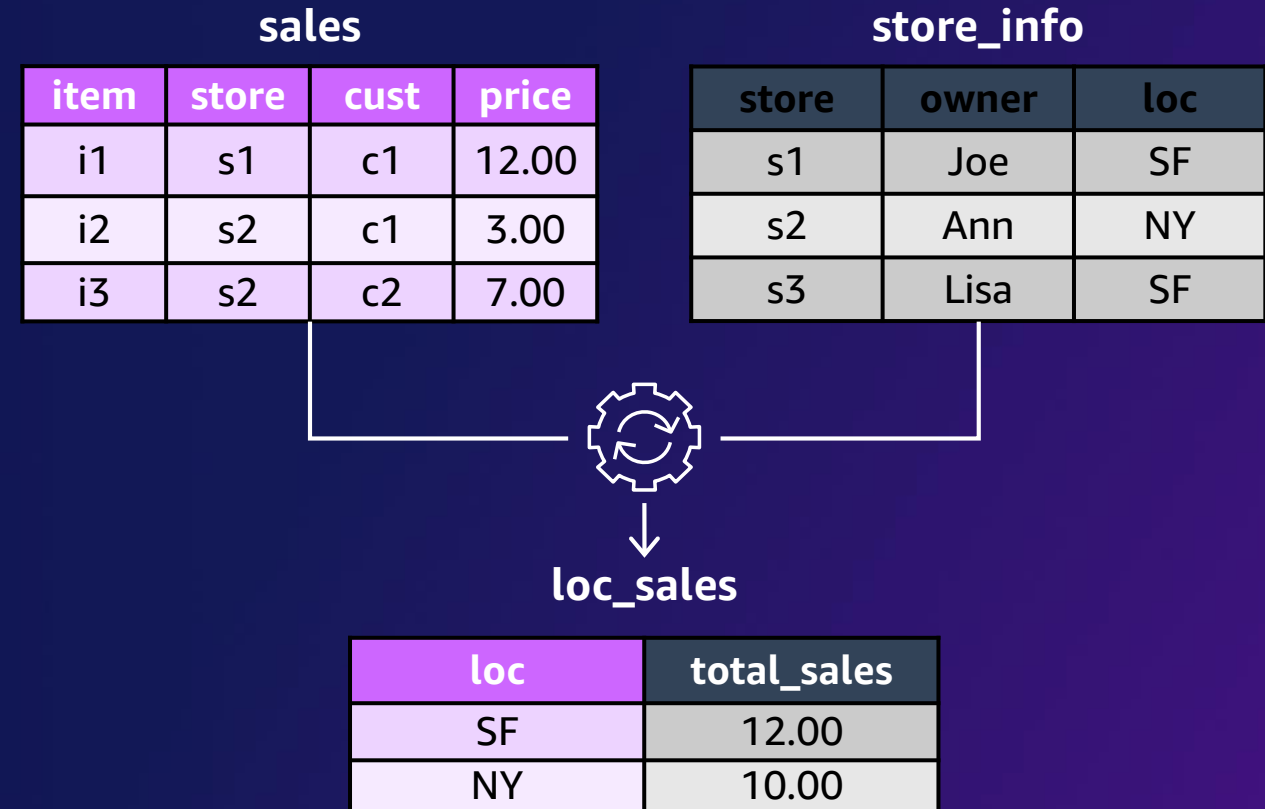 sales
item store cust price
i1 s1 c1 12.00
i2 s2 c1 3.00
i3 s2 c2 7.00
store_info
store owner loc
s1 Joe SF
s2 Ann NY
s3 Lisa SF
loc_sales
loc total_sales
SF 12.00
NY 10.00